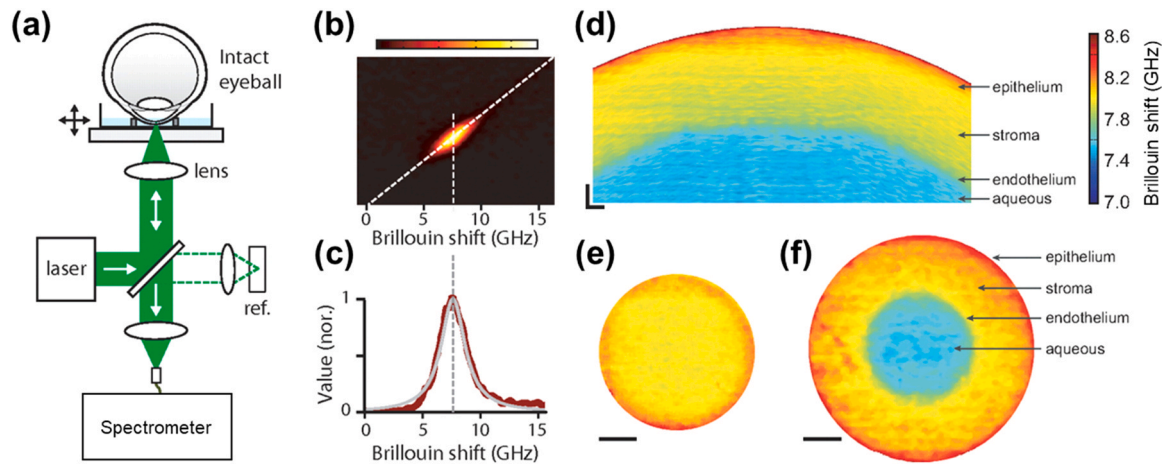 (a)
Intact
eyeball
lens
laser
ref.
Spectrometer
(b)
0 5 10 15
Brillouin shift (GHz)
(c)
1
0
Value (nor.)
0 5 10 15
Brillouin shift (GHz)
(d)
epithelium
stroma
endothelium
aqueous
8.6
8.2
7.8
7.4
7.0
Brillouin shift (GHz)
(e)
(f)
epithelium
stroma
endothelium
aqueous